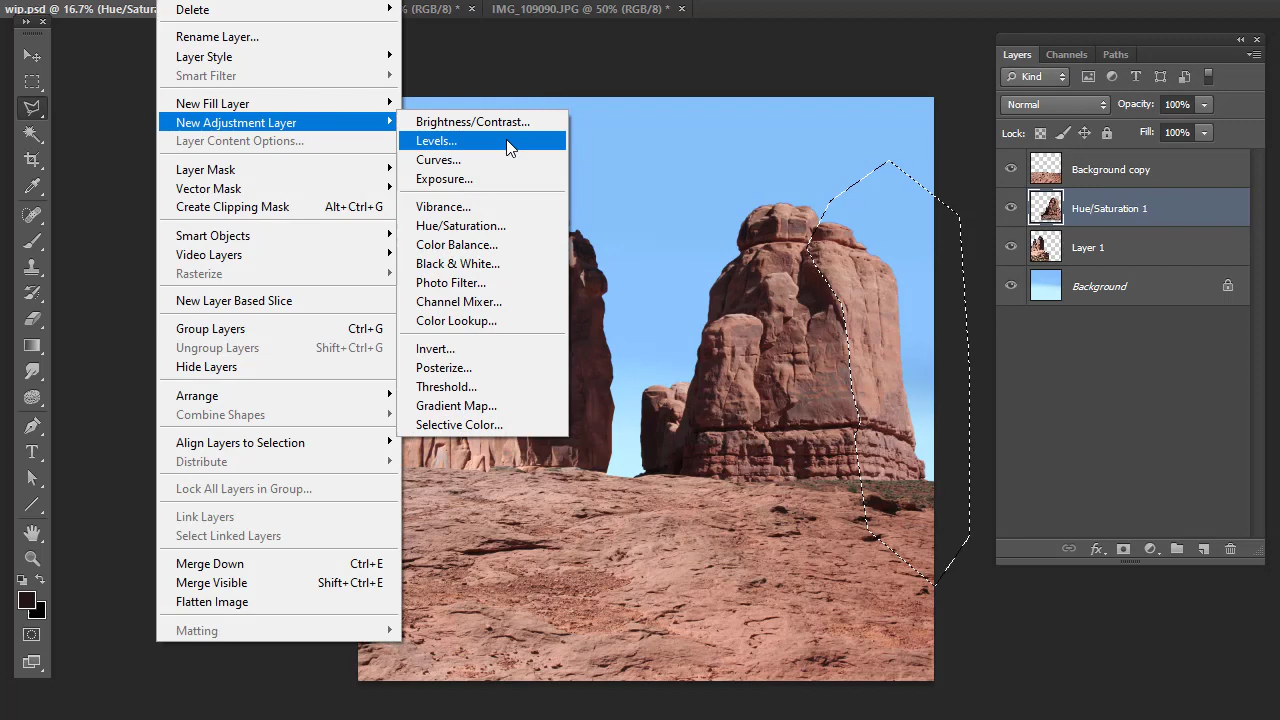 wip.psd @ 16.7% (Hue/Satura
% (RGB/8) * ×
IMG_109090.JPG @ 50% (RGB/8) * ×
Delete
Rename Layer...
Layer Style
Smart Filter
New Fill Layer
New Adjustment Layer
Layer Content Options...
Layer Mask
Vector Mask
Create Clipping Mask Alt+Ctrl+G
Smart Objects
Video Layers
Rasterize
New Layer Based Slice
Group Layers Ctrl+G
Ungroup Layers Shift+Ctrl+G
Hide Layers
Arrange
Combine Shapes
Align Layers to Selection
Distribute
Lock All Layers in Group...
Link Layers
Select Linked Layers
Merge Down Ctrl+E
Merge Visible Shift+Ctrl+E
Flatten Image
Matting
Brightness/Contrast...
Levels...
Curves...
Exposure...
Vibrance...
Hue/Saturation...
Color Balance...
Black & White...
Photo Filter...
Channel Mixer...
Color Lookup...
Invert...
Posterize...
Threshold...
Gradient Map...
Selective Color...
Layers Channels Paths
Kind
Normal Opacity: 100%
Lock: Fill: 100%
Background copy
Hue/Saturation 1
Layer 1
Background